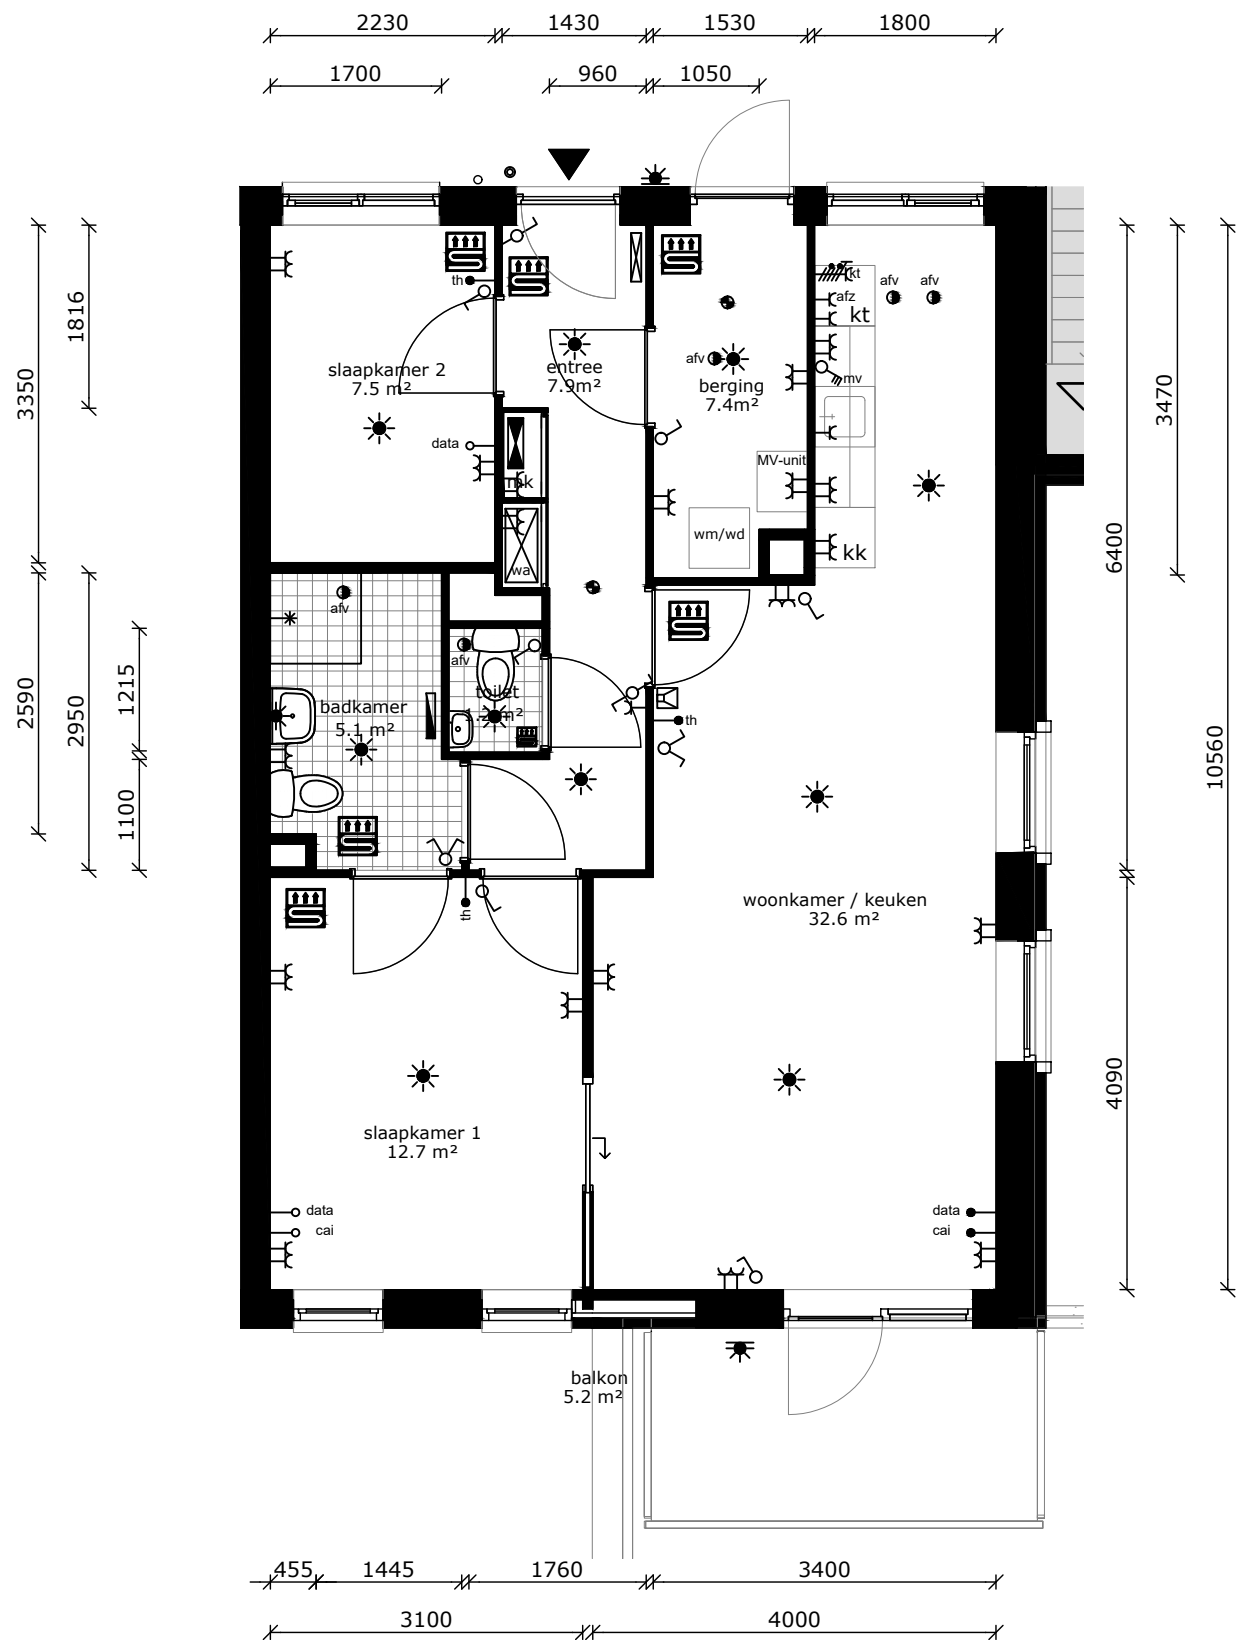 2230
1430
1530
1800
1700
960
1050
3350
1816
2590
2950
1215
1100
th
slaapkamer 2
7.5 m²
data
entree
7.9m²
mk
wa
afv
berging
7.4m²
MV-unit
wm/wd
kt
afz
kt
afv
afv
mv
kk
afv
badkamer
5.1 m²
afv
toilet
m²
th
th
woonkamer / keuken
32.6 m²
slaapkamer 1
12.7 m²
data
cai
data
cai
balkon
5.2 m²
6400
3470
10560
4090
455
1445
1760
3400
3100
4000